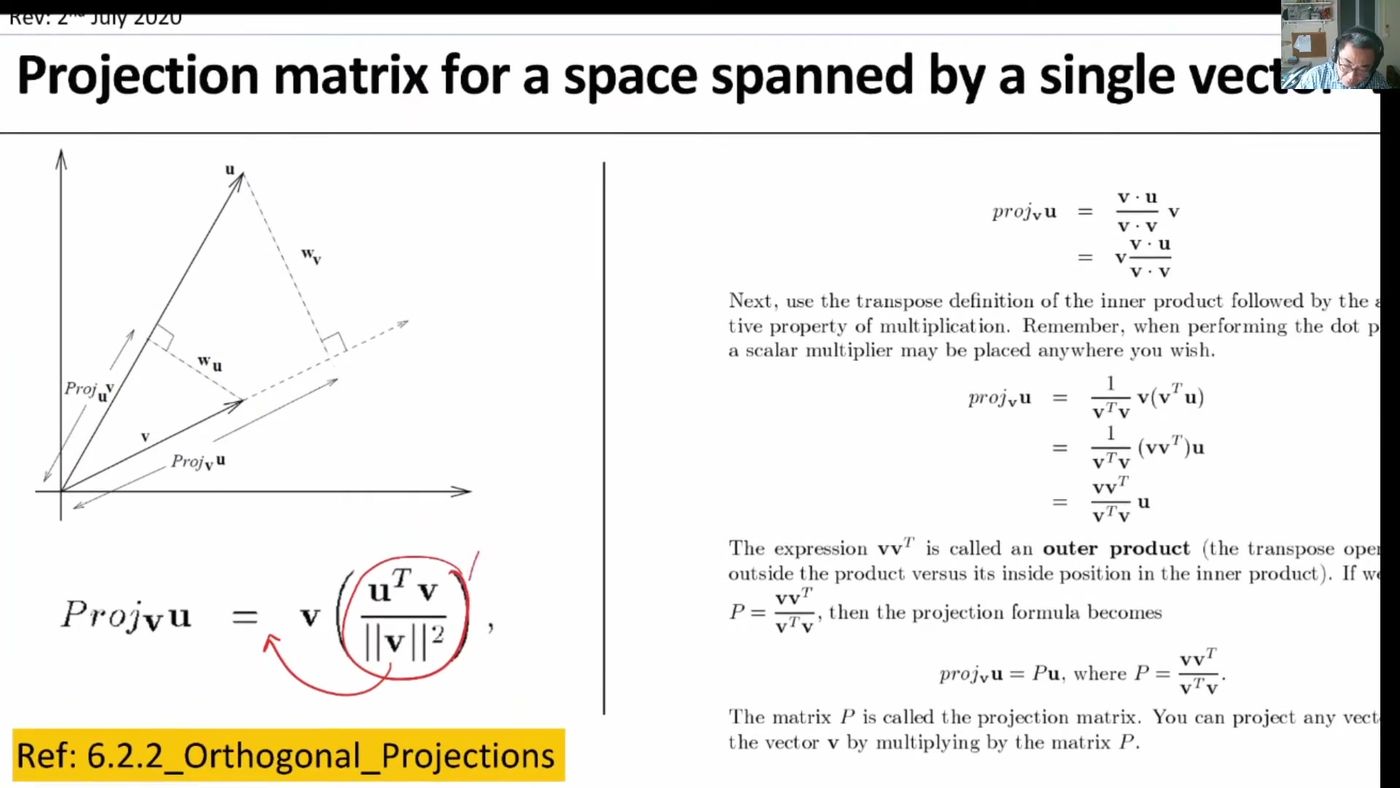 Rev: 2nd July 2020
Projection matrix for a space spanned by a single vector
u
w_v
w_u
Proj_u v
v
Proj_v u
Proj_v u = v ( u^T v / ||v||^2 ) ,
Ref: 6.2.2_Orthogonal_Projections
proj_v u = v · u / v · v v
= v v · u / v · v
Next, use the transpose definition of the inner product followed by the
tive property of multiplication. Remember, when performing the dot p
a scalar multiplier may be placed anywhere you wish.
proj_v u = 1 / v^T v v(v^T u)
= 1 / v^T v (vv^T)u
= vv^T / v^T v u
The expression vv^T is called an outer product (the transpose oper
outside the product versus its inside position in the inner product). If we
P = vv^T / v^T v, then the projection formula becomes
proj_v u = Pu, where P = vv^T / v^T v.
The matrix P is called the projection matrix. You can project any vect
the vector v by multiplying by the matrix P.